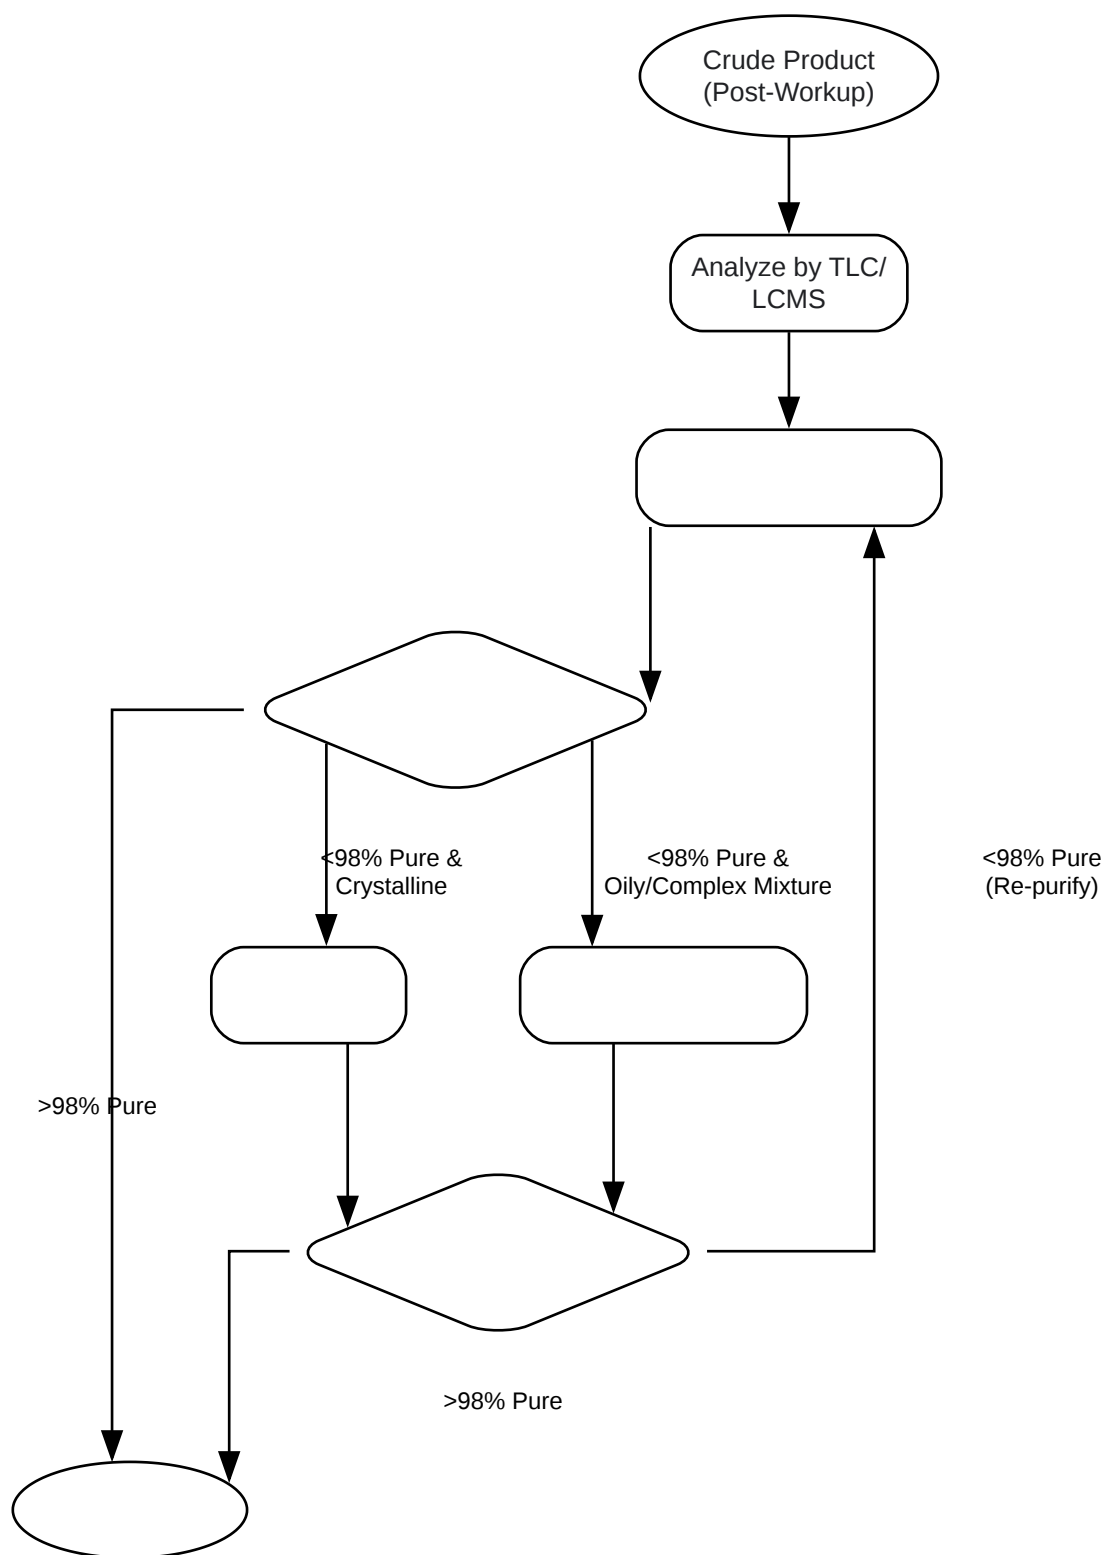 Crude Product
(Post-Workup)
Analyze by TLC/
LCMS
<98% Pure &
Crystalline
<98% Pure &
Oily/Complex Mixture
<98% Pure
(Re-purify)
>98% Pure
>98% Pure